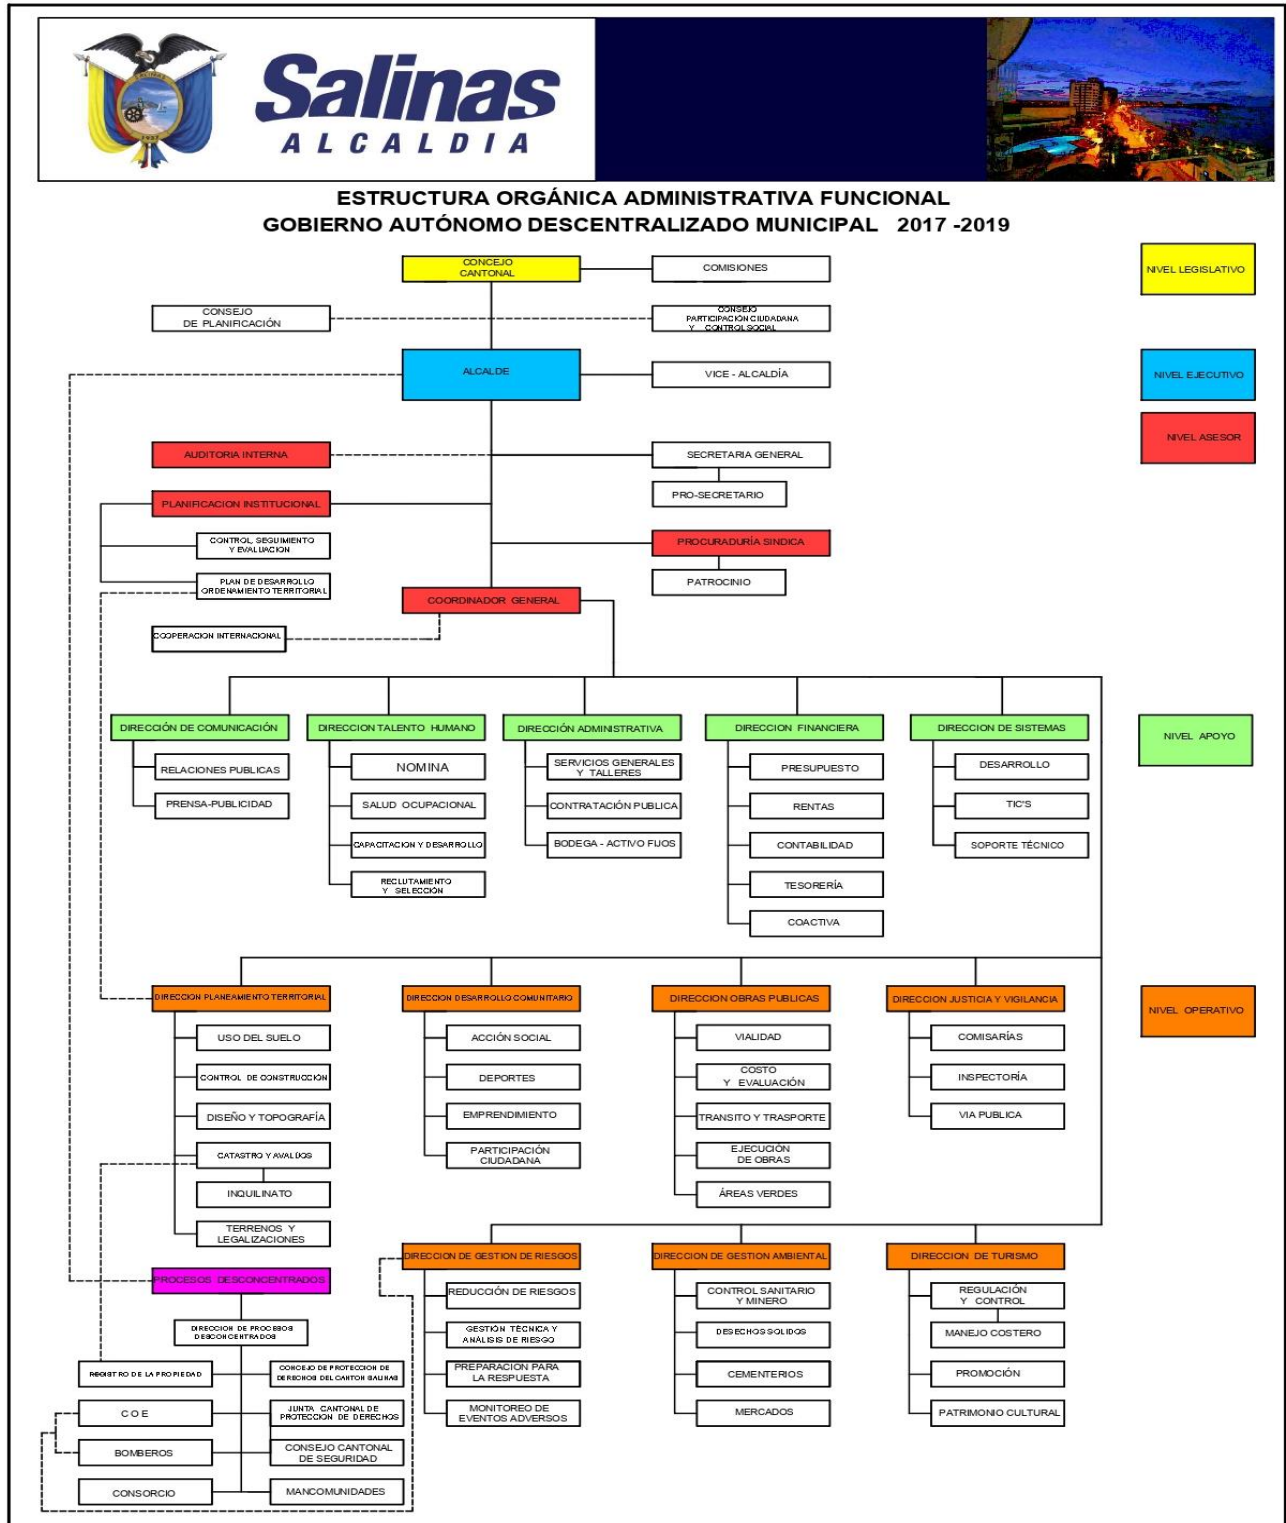 Salinas
ALCALDIA
ESTRUCTURA ORGÁNICA ADMINISTRATIVA FUNCIONAL
GOBIERNO AUTÓNOMO DESCENTRALIZADO MUNICIPAL 2017 -2019
CONCEJO
CANTONAL
COMISIONES
NIVEL LEGISLATIVO
CONSEJO
DE PLANIFICACIÓN
CONSEJO
PARTICIPACIÓN CIUDADANA
Y CONTROL SOCIAL
ALCALDE
VICE - ALCALDÍA
NIVEL EJECUTIVO
NIVEL ASESOR
AUDITORIA INTERNA
SECRETARIA GENERAL
PRO-SECRETARIO
PLANIFICACION INSTITUCIONAL
CONTROL, SEGUIMIENTO
Y EVALUACION
PROCURADURÍA SINDICA
PLAN DE DESARROLLO
ORDENAMIENTO TERRITORIAL
PATROCINIO
COORDINADOR GENERAL
COOPERACION INTERNACIONAL
DIRECCIÓN DE COMUNICACIÓN
RELACIONES PUBLICAS
PRENSA-PUBLICIDAD
DIRECCION TALENTO HUMANO
NOMINA
SALUD OCUPACIONAL
CAPACITACION Y DESARROLLO
RECLUTAMIENTO
Y SELECCIÓN
DIRECCIÓN ADMINISTRATIVA
SERVICIOS GENERALES
Y TALLERES
CONTRATACIÓN PUBLICA
BODEGA - ACTIVO FIJOS
DIRECCION FINANCIERA
PRESUPUESTO
RENTAS
CONTABILIDAD
TESORERÍA
COACTIVA
DIRECCION DE SISTEMAS
DESARROLLO
TIC'S
SOPORTE TÉCNICO
NIVEL APOYO
DIRECCION PLANEAMIENTO TERRITORIAL
USO DEL SUELO
CONTROL DE CONSTRUCCIÓN
DISEÑO Y TOPOGRAFÍA
CATASTRO Y AVALÚOS
INQUILINATO
TERRENOS Y
LEGALIZACIONES
DIRECCION DESARROLLO COMUNITARIO
ACCIÓN SOCIAL
DEPORTES
EMPRENDIMIENTO
PARTICIPACIÓN
CIUDADANA
DIRECCION OBRAS PUBLICAS
VIALIDAD
COSTO
Y EVALUACIÓN
TRANSITO Y TRASPORTE
EJECUCIÓN
DE OBRAS
ÁREAS VERDES
DIRECCION JUSTICIA Y VIGILANCIA
COMISARÍAS
INSPECTORÍA
VIA PUBLICA
NIVEL OPERATIVO
DIRECCION DE GESTION DE RIESGOS
REDUCCIÓN DE RIESGOS
GESTIÓN TÉCNICA Y
ANÁLISIS DE RIESGO
PREPARACION PARA
LA RESPUESTA
MONITOREO DE
EVENTOS ADVERSOS
DIRECCION DE GESTION AMBIENTAL
CONTROL SANITARIO
Y MINERO
DESECHOS SOLIDOS
CEMENTERIOS
MERCADOS
DIRECCION DE TURISMO
REGULACIÓN
Y CONTROL
MANEJO COSTERO
PROMOCIÓN
PATRIMONIO CULTURAL
PROCESOS DESCONCENTRADOS
DIRECCION DE PROCESOS
DESCONCENTRADOS
REGISTRO DE LA PROPIEDAD
CONCEJO DE PROTECCION DE
DERECHOS DEL CANTON SALINAS
C O E
JUNTA CANTONAL DE
PROTECCION DE DERECHOS
BOMBEROS
CONSEJO CANTONAL
DE SEGURIDAD
CONSORCIO
MANCOMUNIDADES